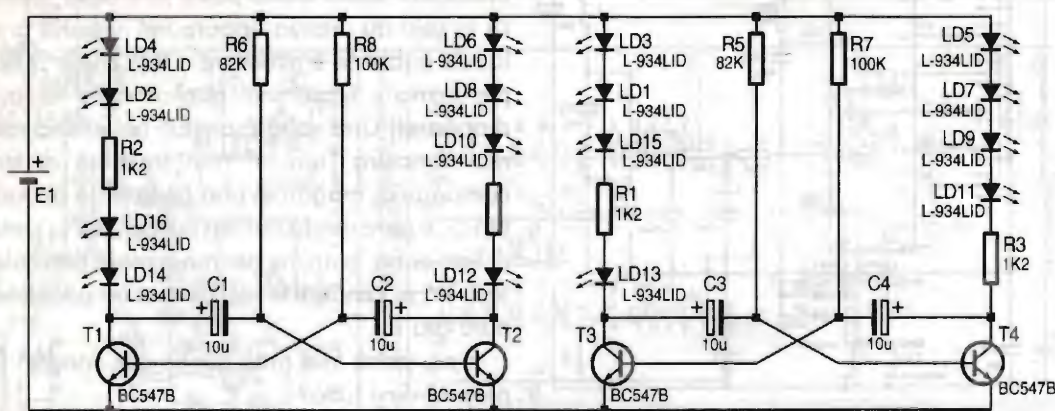 LD4
L-934LID
LD2
L-934LID
R2
1K2
LD16
L-934LID
LD14
L-934LID
R6
82K
R8
100K
LD6
L-934LID
LD8
L-934LID
LD10
L-934LID
LD12
L-934LID
+
E1
C1
+
10u
C2
+
10u
T1
BC547B
T2
BC547B
LD3
L-934LID
LD1
L-934LID
LD15
L-934LID
R1
1K2
LD13
L-934LID
R5
82K
R7
100K
LD5
L-934LID
LD7
L-934LID
LD9
L-934LID
LD11
L-934LID
R3
1K2
C3
+
10u
C4
+
10u
T3
BC547B
T4
BC547B